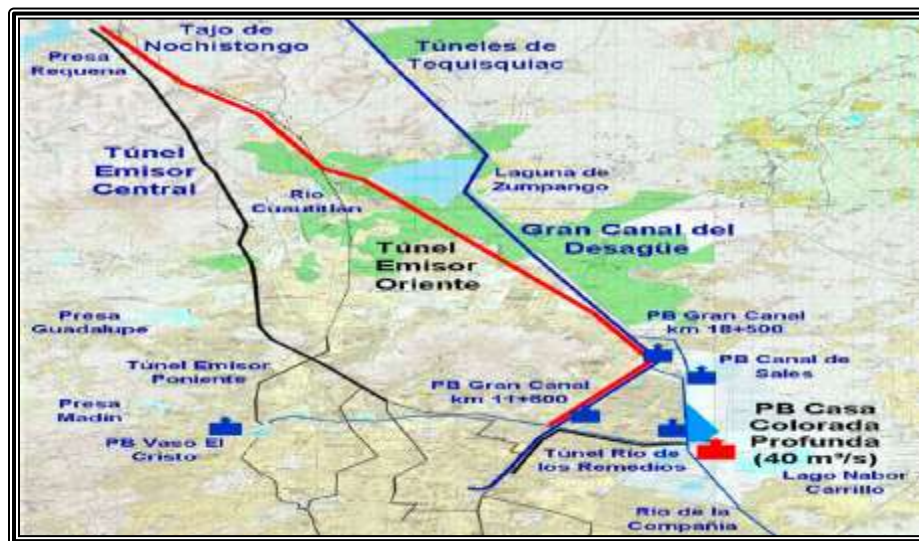 Tajo de
Nochistongo
Presa
Requena
Túneles de
Tequisquiac
Túnel
Emisor
Central
Laguna de
Zumpango
Río
Cuautitlán
Gran Canal del
Desagüe
Túnel
Emisor
Oriente
Presa
Guadalupe
PB Gran Canal
km 18+500
Túnel Emisor
Poniente
PB Canal de
Sales
PB Gran Canal
km 11+600
Presa
Madín
PB Vaso El
Cristo
PB Casa
Colorada
Profunda
(40 m³/s)
Túnel Río de
los Remedios
Lago Nabor
Carrillo
Río de la
Compañía